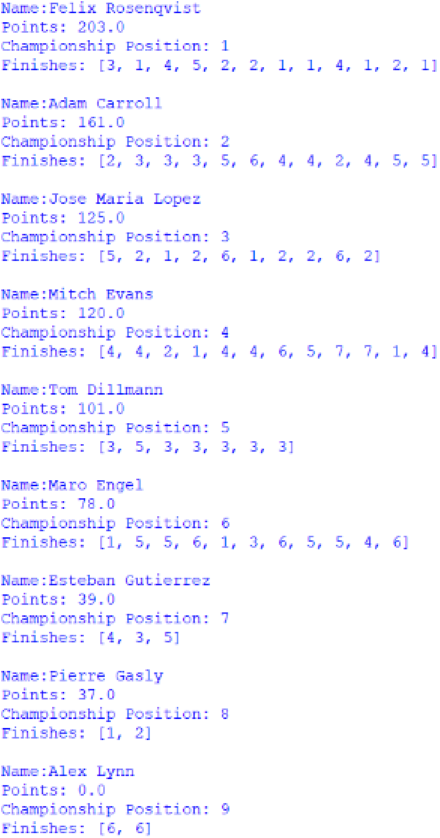 Name:Felix Rosenqvist
Points: 203.0
Championship Position: 1
Finishes: [3, 1, 4, 5, 2, 2, 1, 1, 4, 1, 2, 1]
Name:Adam Carroll
Points: 161.0
Championship Position: 2
Finishes: [2, 3, 3, 3, 5, 6, 4, 4, 2, 4, 5, 5]
Name:Jose Maria Lopez
Points: 125.0
Championship Position: 3
Finishes: [5, 2, 1, 2, 6, 1, 2, 2, 6, 2]
Name:Mitch Evans
Points: 120.0
Championship Position: 4
Finishes: [4, 4, 2, 1, 4, 4, 6, 5, 7, 7, 1, 4]
Name:Tom Dillmann
Points: 101.0
Championship Position: 5
Finishes: [3, 5, 3, 3, 3, 3, 3]
Name:Maro Engel
Points: 78.0
Championship Position: 6
Finishes: [1, 5, 5, 6, 1, 3, 6, 5, 5, 4, 6]
Name:Esteban Gutierrez
Points: 39.0
Championship Position: 7
Finishes: [4, 3, 5]
Name:Pierre Gasly
Points: 37.0
Championship Position: 8
Finishes: [1, 2]
Name:Alex Lynn
Points: 0.0
Championship Position: 9
Finishes: [6, 6]